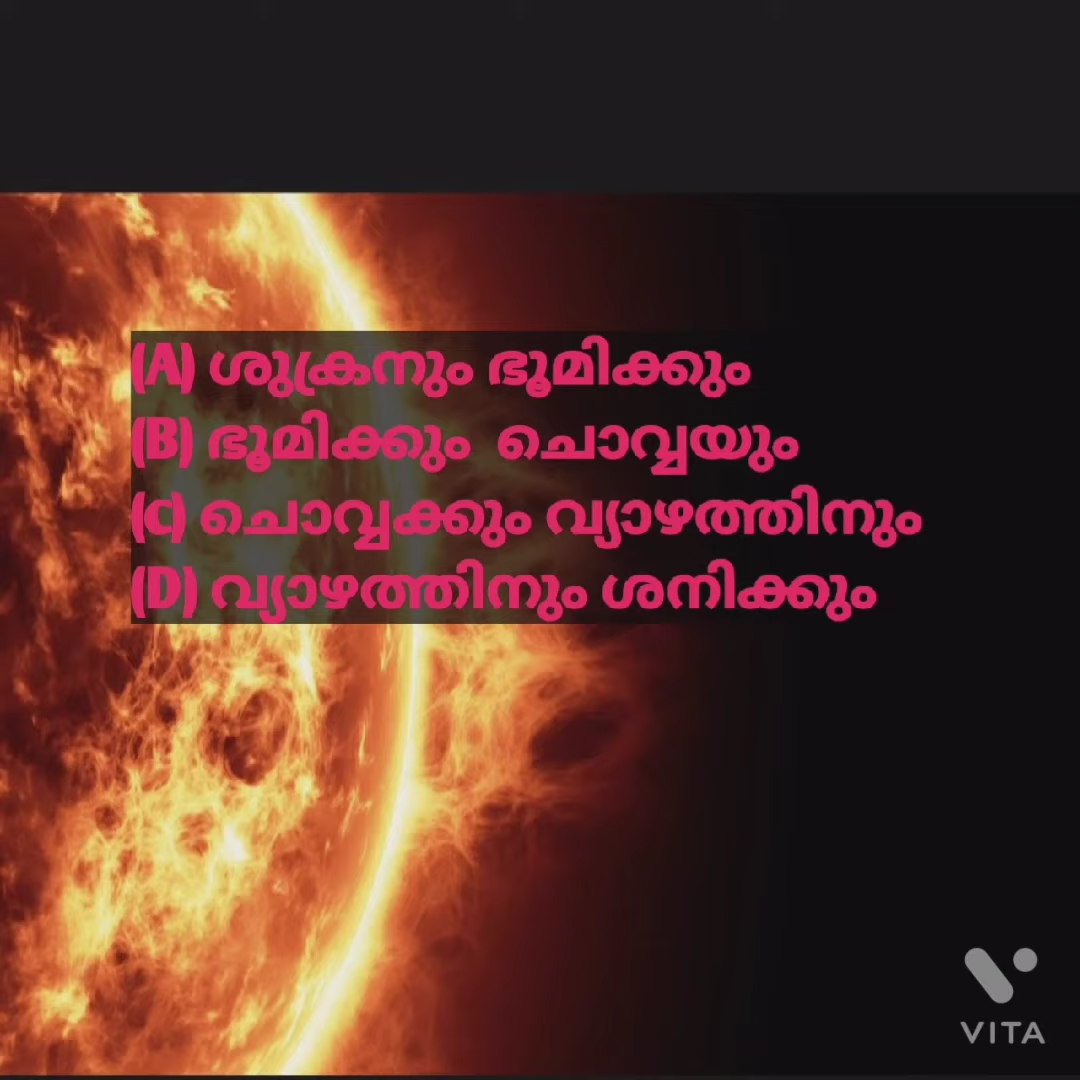 (A) ശുക്രനും ഭൂമിക്കും
(B) ഭൂമിക്കും ചൊവ്വയും
(c) ചൊവ്വക്കും വ്യാഴത്തിനും
(D) വ്യാഴത്തിനും ശനിക്കും
VITA